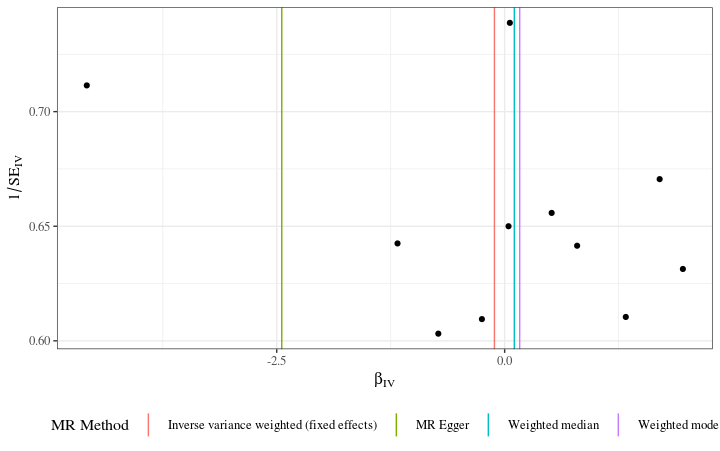 1/SE_IV
0.70
0.65
0.60
-2.5 0.0
β_IV
MR Method Inverse variance weighted (fixed effects) MR Egger Weighted median Weighted mode